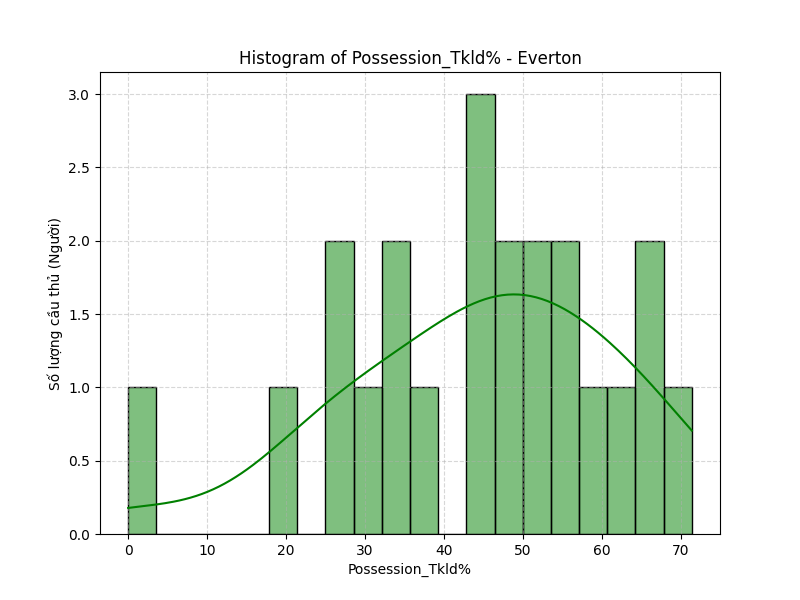 Histogram of Possession_Tkld% - Everton
Số lượng cầu thủ (Người)
3.0
2.5
2.0
1.5
1.0
0.5
0.0
0 10 20 30 40 50 60 70
Possession_Tkld%